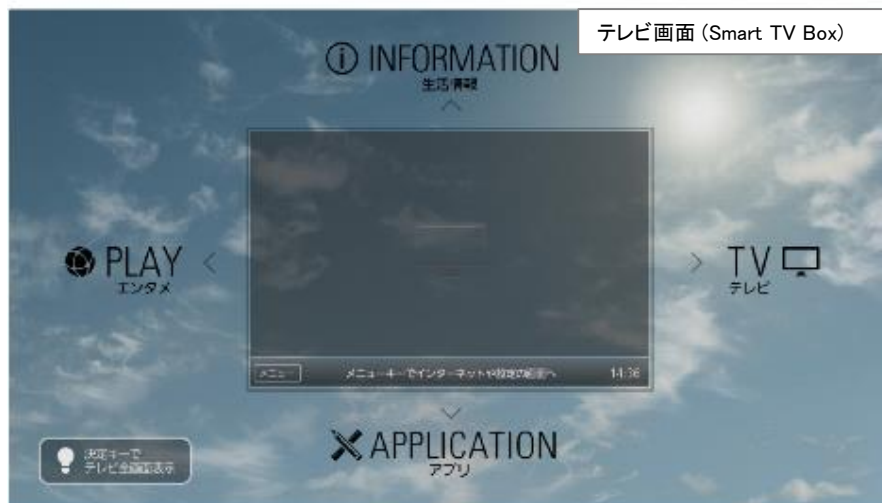 テレビ画面 (Smart TV Box)
INFORMATION
生活情報
PLAY
エンタメ
TV
テレビ
メニュー
メニューキーでインターネットや設定の画面へ
14:36
APPLICATION
アプリ
決定キーで
テレビ全画面表示